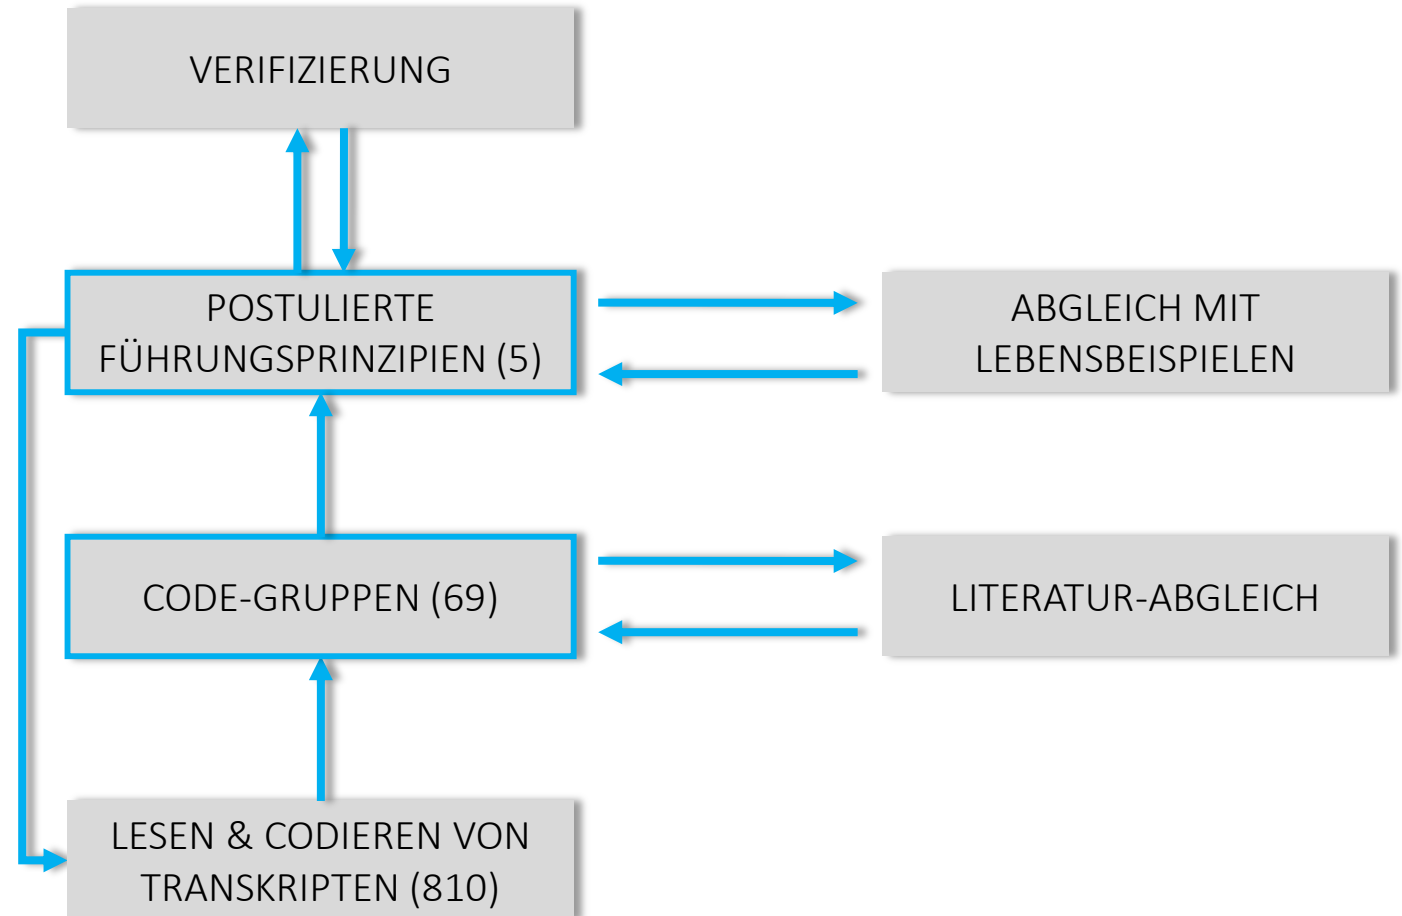 VERIFIZIERUNG
POSTULIERTE
FÜHRUNGSPRINZIPIEN (5)
ABGLEICH MIT
LEBENSBEISPIELEN
CODE-GRUPPEN (69)
LITERATUR-ABGLEICH
LESEN & CODIEREN VON
TRANSKRIPTEN (810)